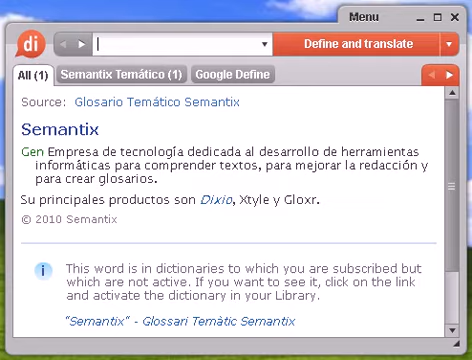 Menu
di
Define and translate
All (1) Semantix Temático (1) Google Define
Source: Glosario Temático Semantix
Semantix
Gen Empresa de tecnología dedicada al desarrollo de herramientas
informáticas para comprender textos, para mejorar la redacción y
para crear glosarios.
Su principales productos son Dixio, Xtyle y Gloxr.
© 2010 Semantix
i
This word is in dictionaries to which you are subscribed but
which are not active. If you want to see it, click on the link
and activate the dictionary in your Library.
"Semantix" - Glossari Temàtic Semantix